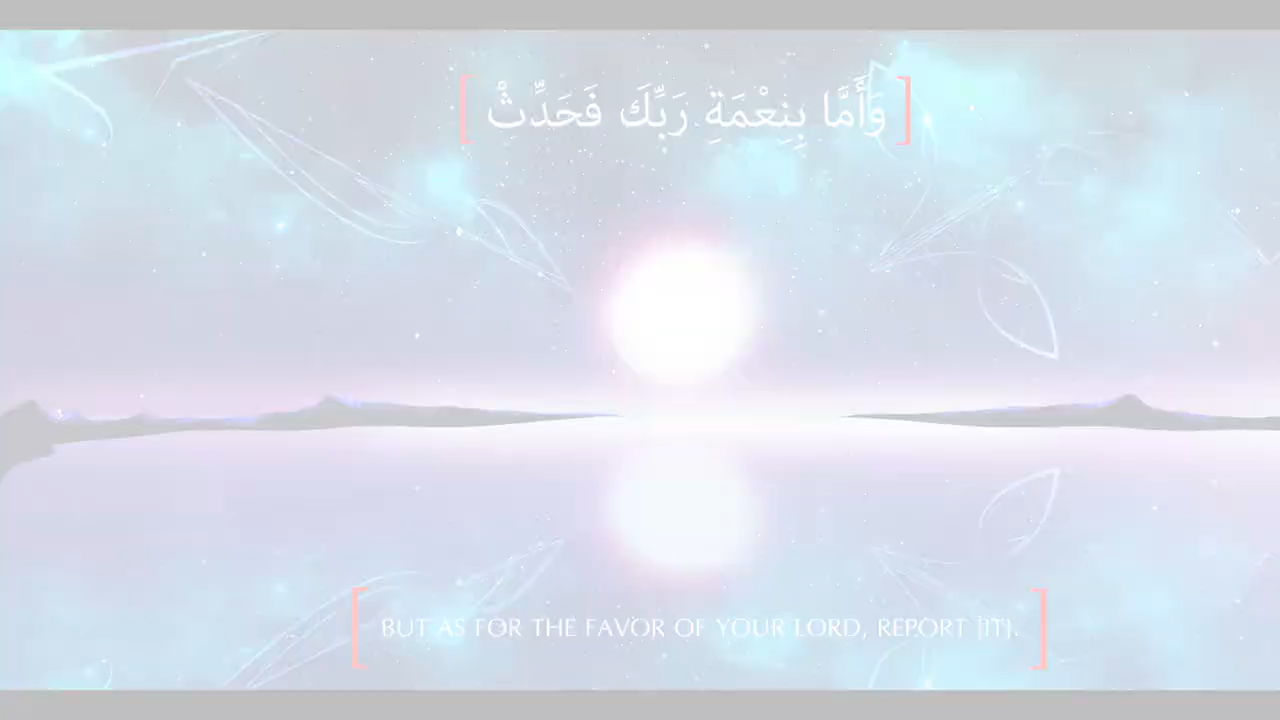 وَأَمَّا بِنِعْمَةِ رَبِّكَ فَحَدِّثْ
BUT AS FOR THE FAVOR OF YOUR LORD, REPORT [IT].